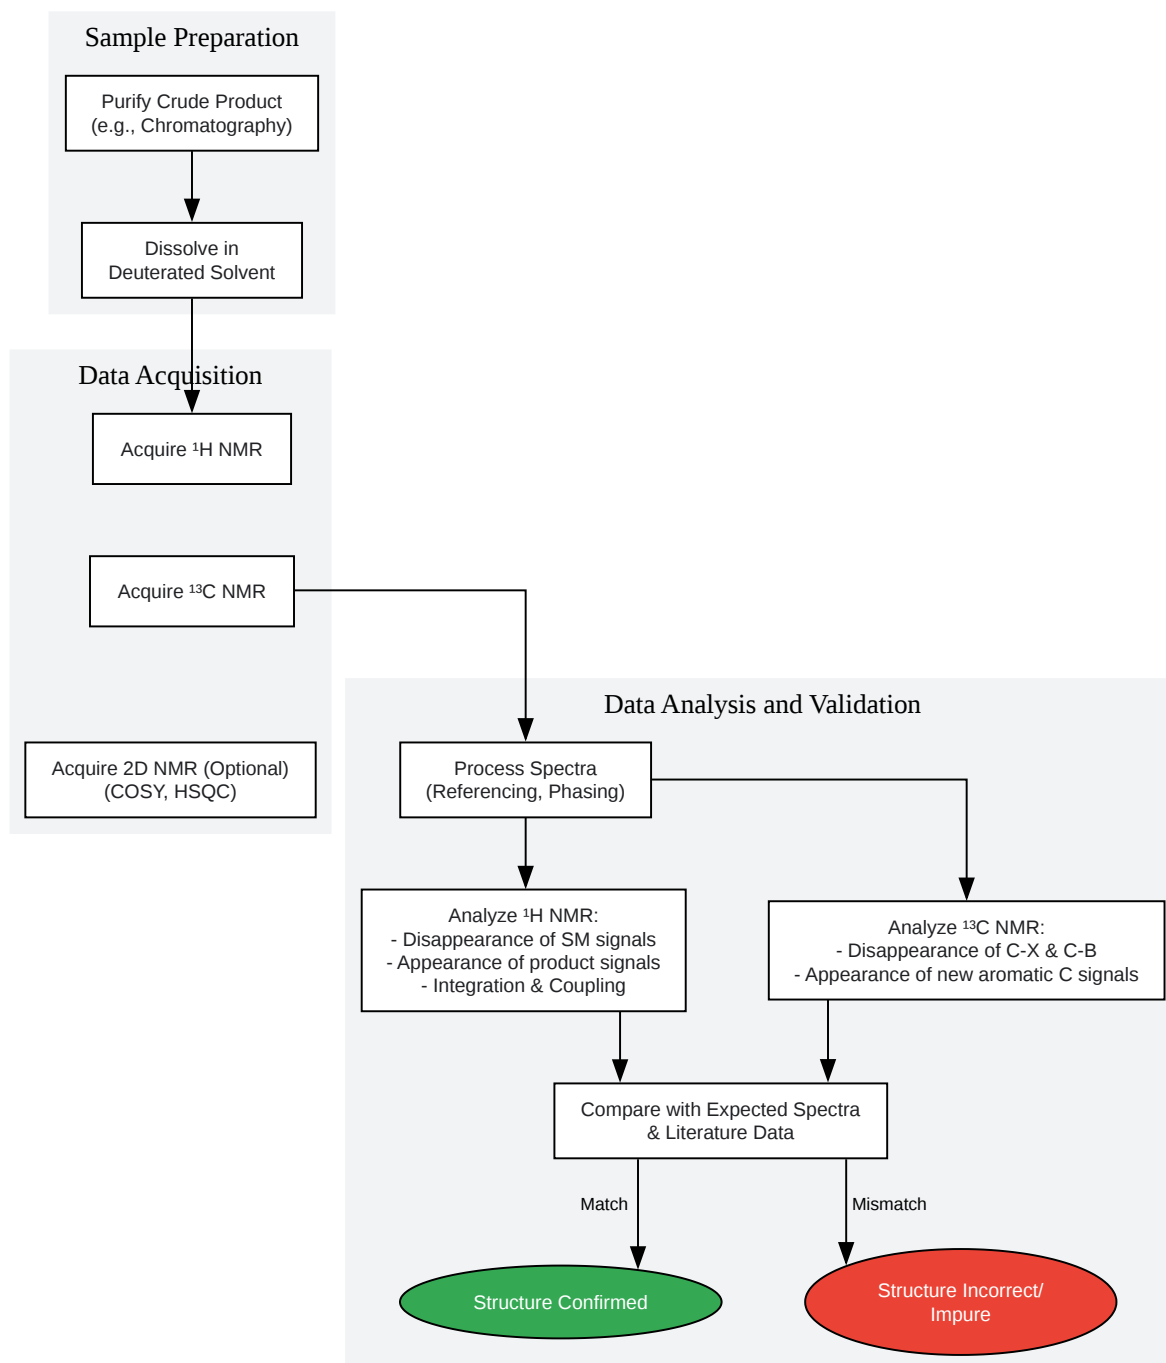 Sample Preparation
Purify Crude Product
(e.g., Chromatography)
Dissolve in
Deuterated Solvent
Data Acquisition
Acquire ¹H NMR
Acquire ¹³C NMR
Acquire 2D NMR (Optional)
(COSY, HSQC)
Data Analysis and Validation
Process Spectra
(Referencing, Phasing)
Analyze ¹H NMR:
- Disappearance of SM signals
- Appearance of product signals
- Integration & Coupling
Analyze ¹³C NMR:
- Disappearance of C-X & C-B
- Appearance of new aromatic C signals
Compare with Expected Spectra
& Literature Data
Match
Mismatch
Structure Confirmed
Structure Incorrect/
Impure